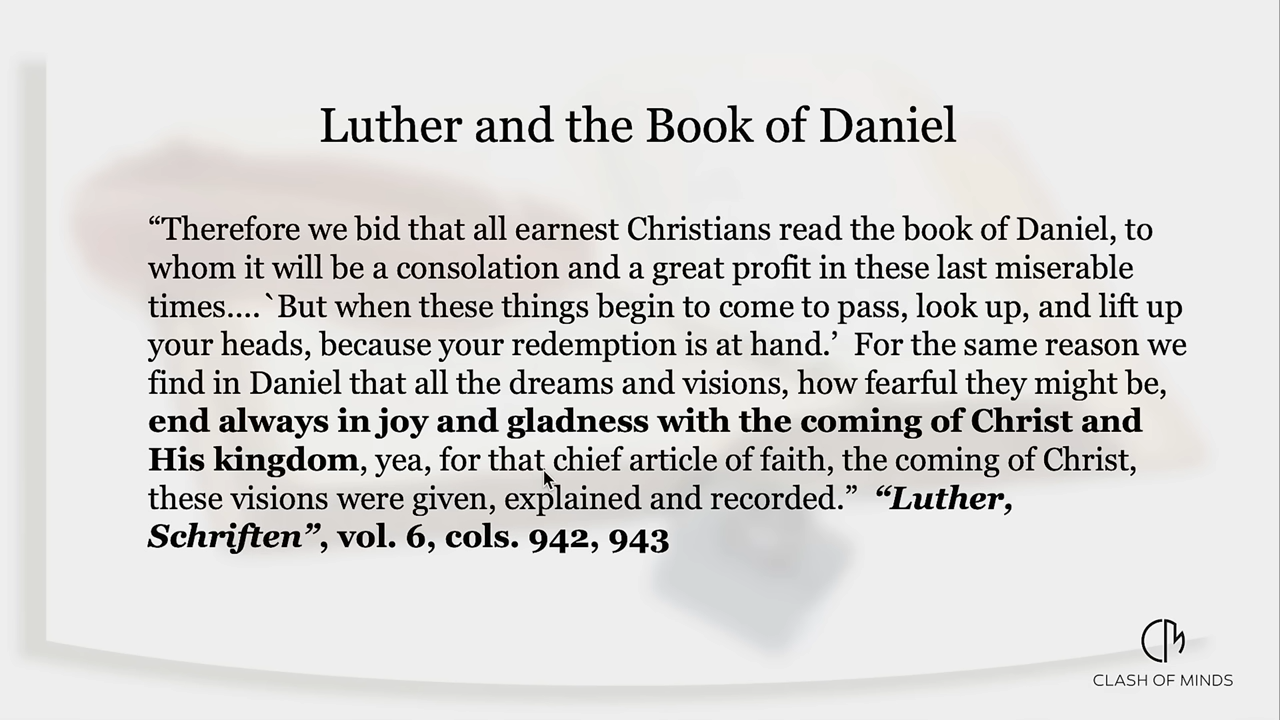 Luther and the Book of Daniel
“Therefore we bid that all earnest Christians read the book of Daniel, to
whom it will be a consolation and a great profit in these last miserable
times.... `But when these things begin to come to pass, look up, and lift up
your heads, because your redemption is at hand.’  For the same reason we
find in Daniel that all the dreams and visions, how fearful they might be,
end always in joy and gladness with the coming of Christ and
His kingdom, yea, for that chief article of faith, the coming of Christ,
these visions were given, explained and recorded.”  “Luther,
Schriften”, vol. 6, cols. 942, 943
CLASH OF MINDS